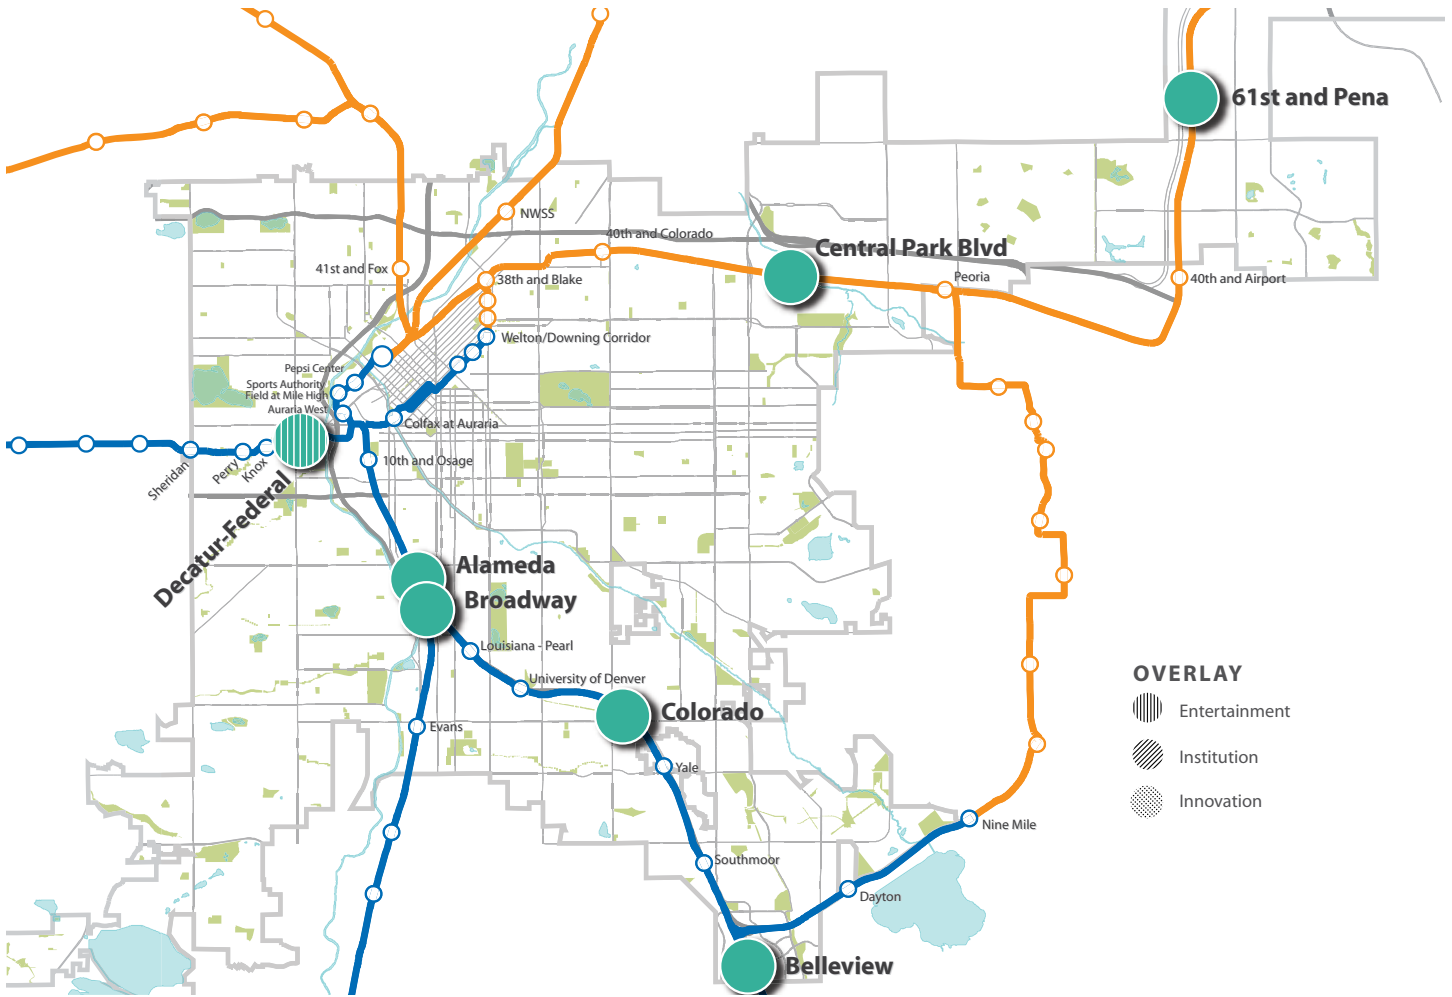 61st and Pena
NWSS
40th and Colorado
Central Park Blvd
41st and Fox
38th and Blake
Peoria
40th and Airport
Welton/Downing Corridor
Pepsi Center
Sports Authority
Field at Mile High
Auraria West
Colfax at Auraria
10th and Osage
Sheridan
Perry
Knox
Decatur-Federal
Alameda
Broadway
Louisiana - Pearl
University of Denver
Colorado
Evans
Yale
Nine Mile
Southmoor
Dayton
Belleview
OVERLAY
Entertainment
Institution
Innovation